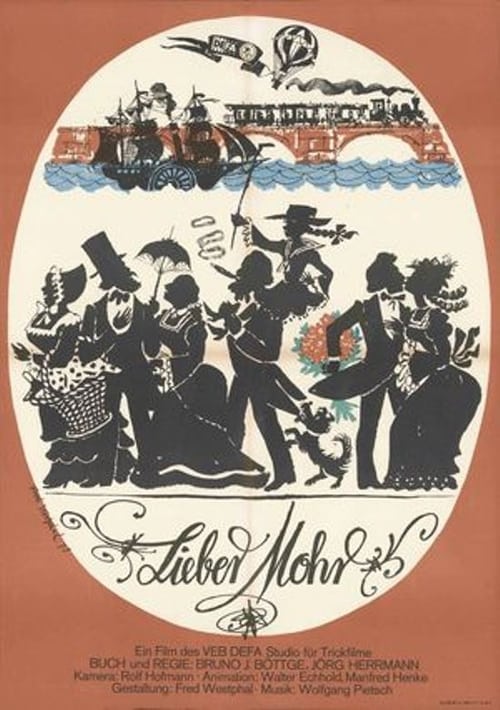 DEFA
Lieber Mohr
Ein Film des VEB DEFA Studio für Trickfilme
BUCH und REGIE: BRUNO J. BÖTTGE, JÖRG HERRMANN
Kamera: Rolf Hofmann · Animation: Walter Eckhold, Manfred Henke
Gestaltung: Fred Westphal · Musik: Wolfgang Pietsch